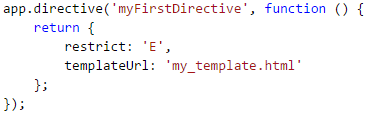 app.directive('myFirstDirective', function () {
    return {
        restrict: 'E',
        templateUrl: 'my_template.html'
    };
});